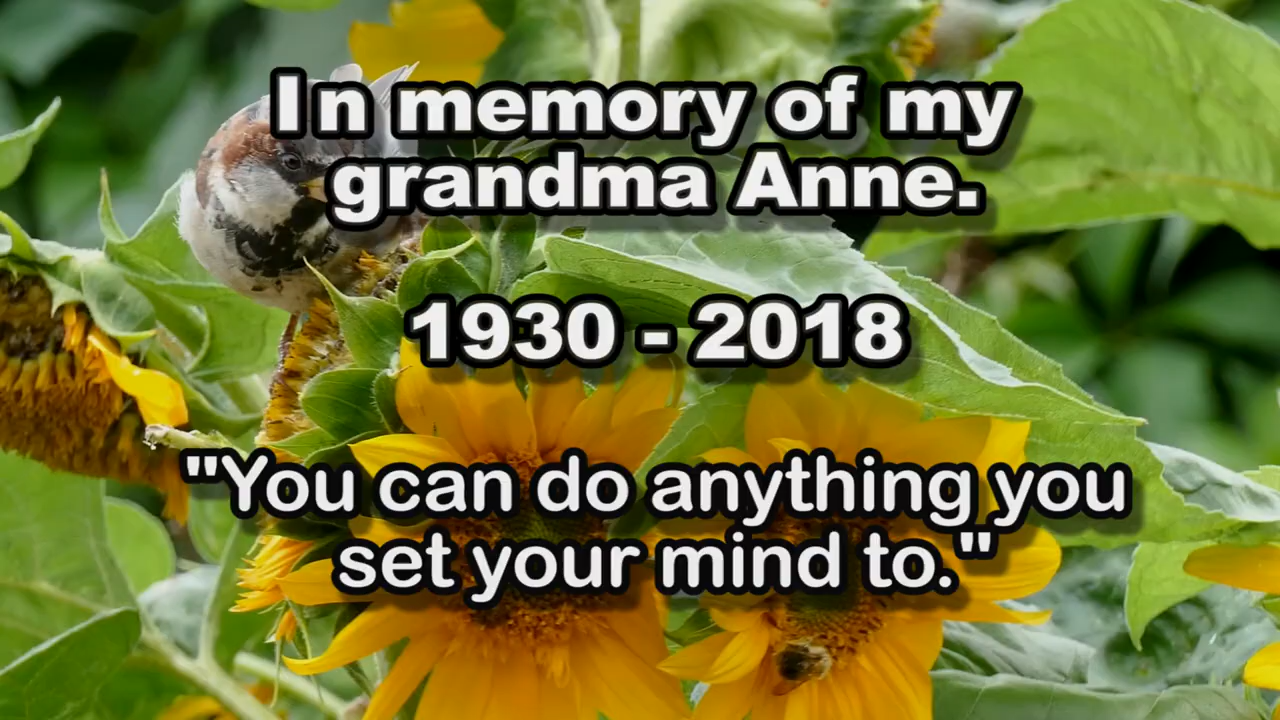 In memory of my
grandma Anne.
1930 - 2018
"You can do anything you
set your mind to."